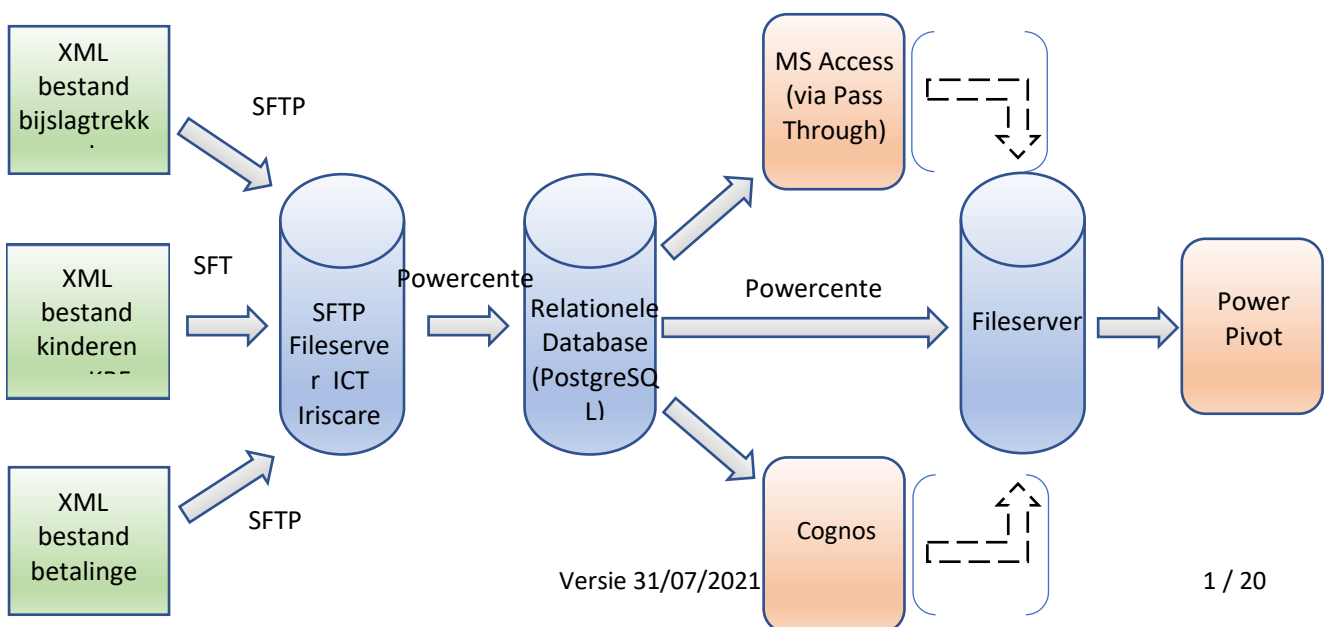 XML
bestand
bijslagtrekk
SFTP
XML
bestand
kinderen
SFT
XML
bestand
betalinge
SFTP
SFTP
Fileserve
r ICT
Iriscare
Powercente
Relationele
Database
(PostgreSQ
L)
MS Access
(via Pass
Through)
Powercente
Cognos
Fileserver
Power
Pivot
Versie 31/07/2021
1 / 20